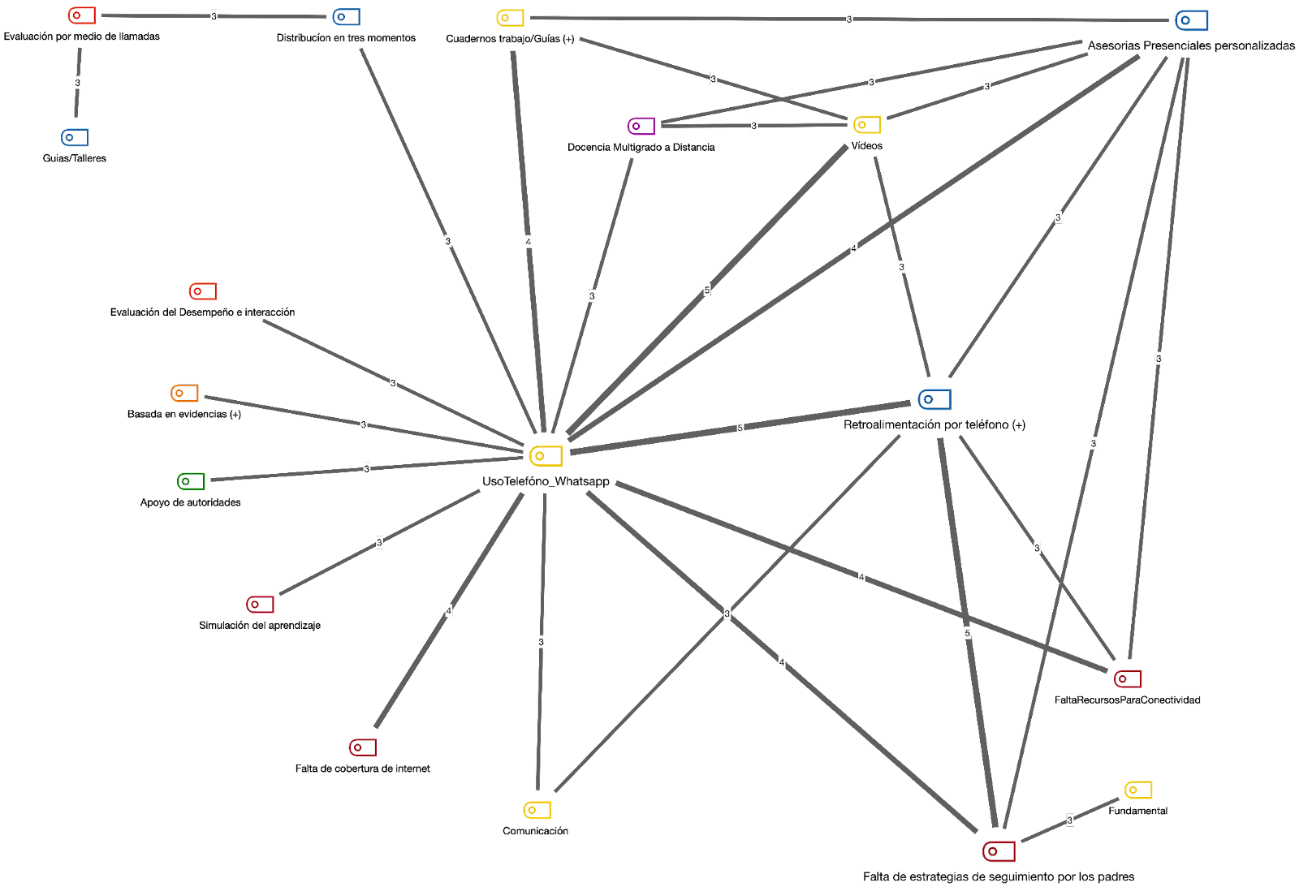 3
3
Evaluación por medio de llamadas
Distribucíon en tres momentos
Cuadernos trabajo/Guías (+)
Asesorias Presenciales personalizadas
3
3
3
3
3
Docencia Multigrado a Distancia
Vídeos
Guías/Talleres
3
3
4
4
3
3
5
3
Evaluación del Desempeño e interacción
3
3
Basada en evidencias (+)
3
5
Retroalimentación por teléfono (+)
3
3
Apoyo de autoridades
UsoTelefóno_Whatsapp
3
3
4
Simulación del aprendizaje
4
3
5
3
4
FaltaRecursosParaConectividad
Falta de cobertura de internet
Comunicación
Fundamental
3
Falta de estrategias de seguimiento por los padres